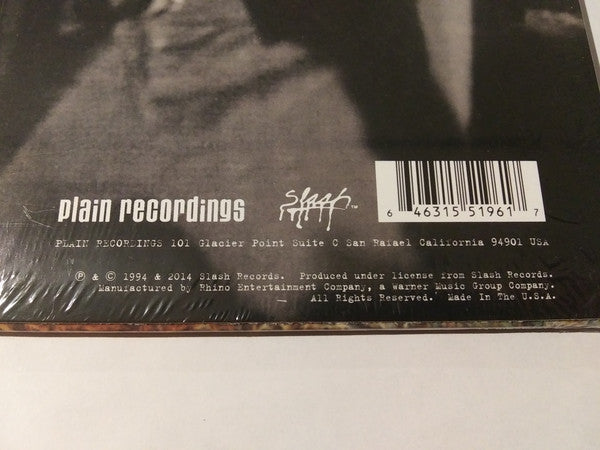 plain recordings
Slash™
6 46315 51961 7
PLAIN RECORDINGS 101 Glacier Point Suite C San Rafael California 94901 USA
℗ & © 1994 & 2014 Slash Records. Produced under license from Slash Records.
Manufactured by Rhino Entertainment Company, a Warner Music Group Company.
All Rights Reserved. Made In The U.S.A.